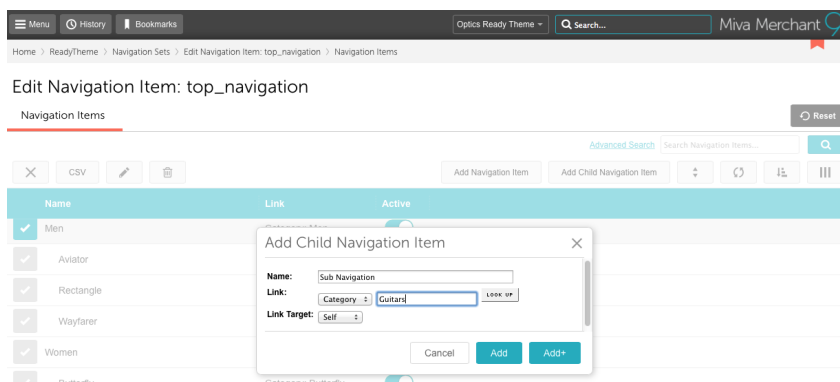 Menu History Bookmarks Optics Ready Theme Search... Miva Merchant 9
Home > ReadyTheme > Navigation Sets > Edit Navigation Item: top_navigation > Navigation Items
Edit Navigation Item: top_navigation
Navigation Items Reset
Advanced Search Search Navigation Items...
CSV Add Navigation Item Add Child Navigation Item
Name Link Active
Men
Add Child Navigation Item
Aviator
Name: Sub Navigation
Rectangle
Link: Category Guitars LOOK UP
Wayfarer
Link Target: Self
Women
Cancel Add Add+